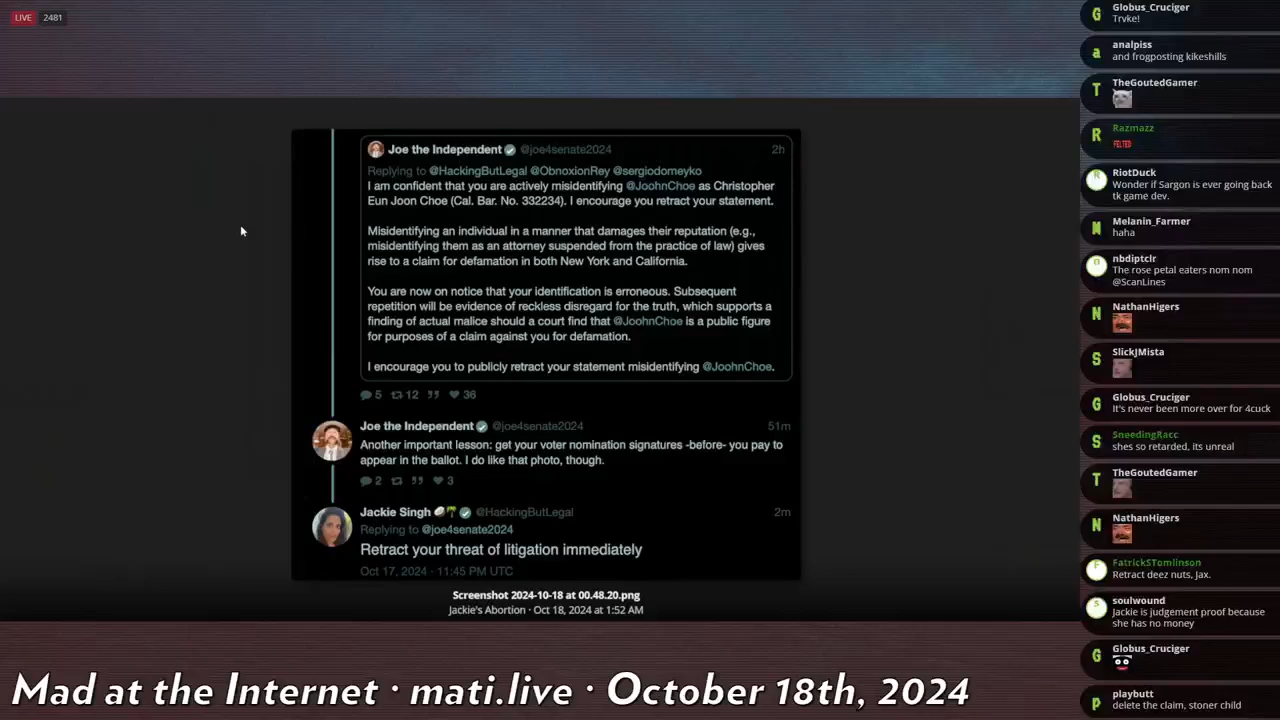 LIVE 2481
Joe the Independent @joe4senate2024 2h
Replying to @HackingButLegal @ObnoxionRey @sergiodomeyko
I am confident that you are actively misidentifying @JoohnChoe as Christopher
Eun Joon Choe (Cal. Bar. No. 332234). I encourage you retract your statement.
Misidentifying an individual in a manner that damages their reputation (e.g.,
misidentifying them as an attorney suspended from the practice of law) gives
rise to a claim for defamation in both New York and California.
You are now on notice that your identification is erroneous. Subsequent
repetition will be evidence of reckless disregard for the truth, which supports a
finding of actual malice should a court find that @JoohnChoe is a public figure
for purposes of a claim against you for defamation.
I encourage you to publicly retract your statement misidentifying @JoohnChoe.
5 12 36
Joe the Independent @joe4senate2024 51m
Another important lesson: get your voter nomination signatures -before- you pay to
appear in the ballot. I do like that photo, though.
2 3
Jackie Singh @HackingButLegal 2m
Replying to @joe4senate2024
Retract your threat of litigation immediately
Oct 17, 2024 · 11:45 PM UTC
Screenshot 2024-10-18 at 00.48.20.png
Jackie's Abortion · Oct 18, 2024 at 1:52 AM
Mad at the Internet · mati.live · October 18th, 2024
G Globus_Cruciger
Trvke!
a analpiss
and frogposting kikeshills
T TheGoutedGamer
R Razmazz
FELTED
RiotDuck
Wonder if Sargon is ever going back
tk game dev.
M Melanin_Farmer
haha
nbdiptclr
The rose petal eaters nom nom
@ScanLines
N NathanHigers
S SlickJMista
G Globus_Cruciger
It's never been more over for 4cuck
S SneedingRacc
shes so retarded, its unreal
T TheGoutedGamer
N NathanHigers
F FatrickSTomlinson
Retract deez nuts, Jax.
s soulwound
Jackie is judgement proof because
she has no money
G Globus_Cruciger
p playbutt
delete the claim, stoner child